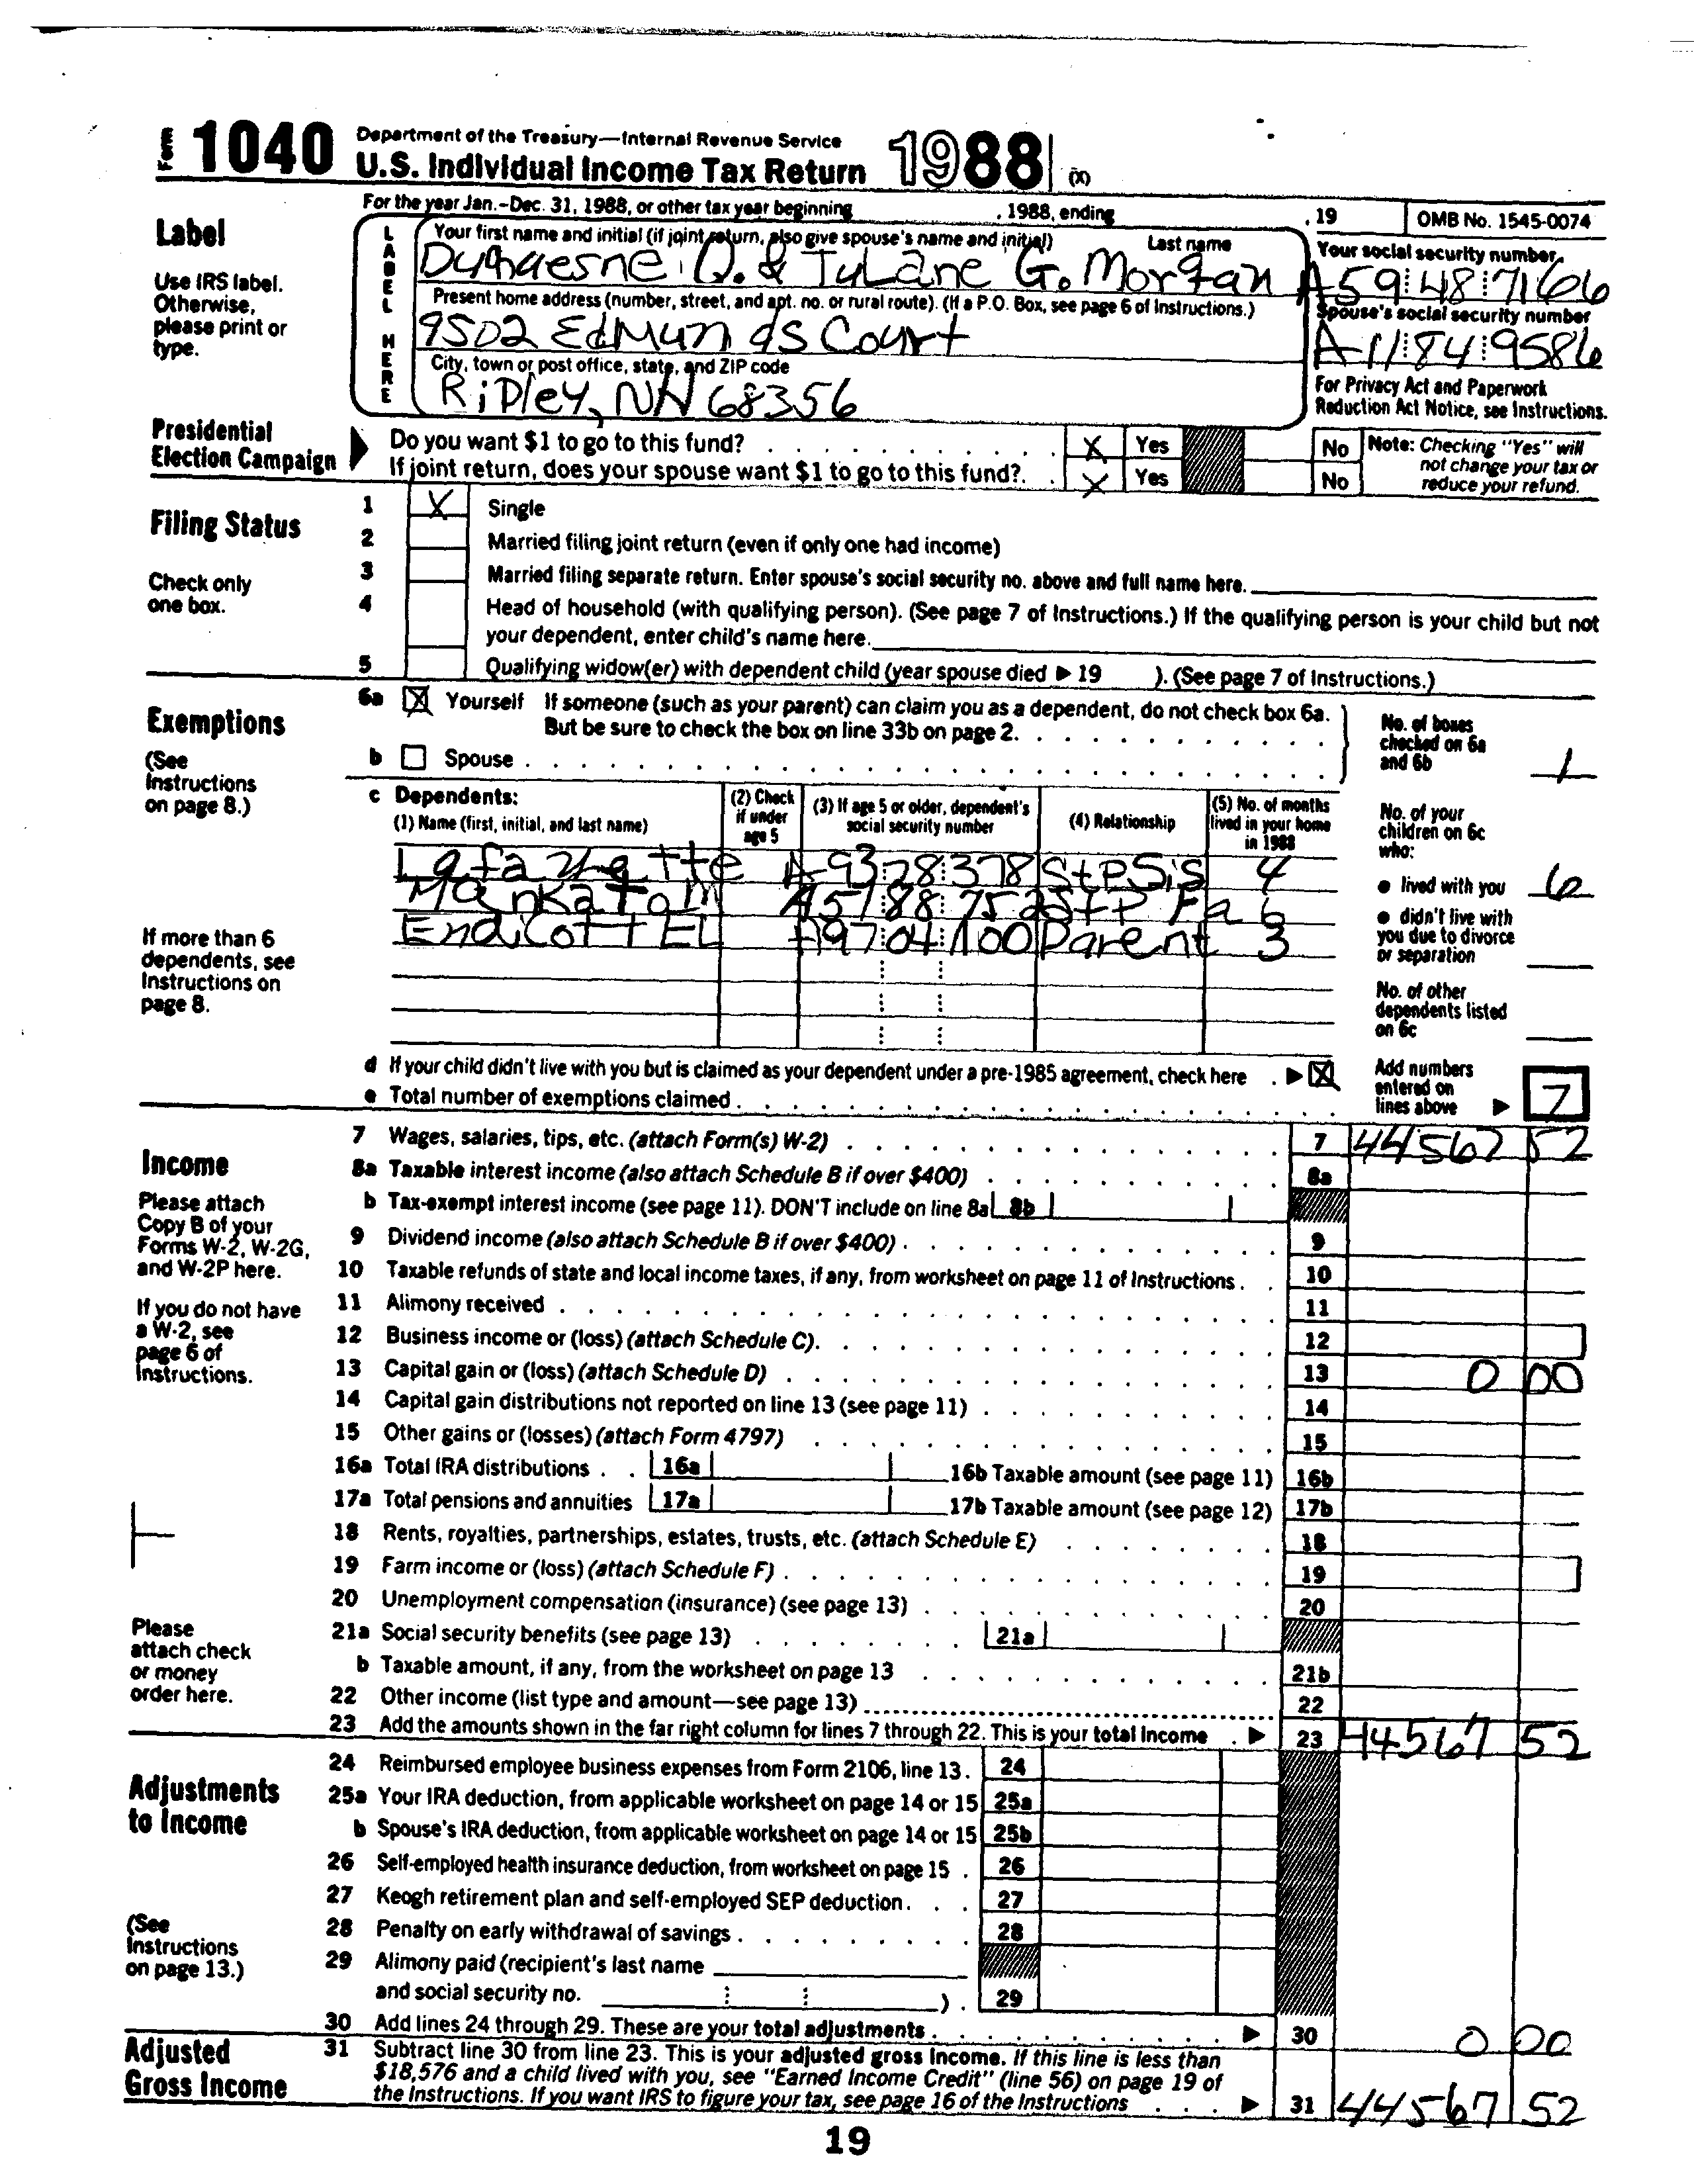 Form 1040 Department of the Treasury—Internal Revenue Service
U.S. Individual Income Tax Return 1988 (X)
For the year Jan.-Dec. 31, 1988, or other tax year beginning , 1988, ending , 19 OMB No. 1545-0074
Label
Use IRS label. Otherwise, please print or type.
LABEL HERE
Your first name and initial (if joint return, also give spouse's name and initial) Last name
Duchaesne Q. & TuLane G. Morgan
Your social security number
A59 48 7166
Present home address (number, street, and apt. no. or rural route). (If a P.O. Box, see page 6 of Instructions.)
9502 Edmunds Court
Spouse's social security number
A11 84 9586
City, town or post office, state, and ZIP code
Ripley, NH 68356
For Privacy Act and Paperwork Reduction Act Notice, see Instructions.
Presidential Election Campaign
Do you want $1 to go to this fund? X Yes No
If joint return, does your spouse want $1 to go to this fund? X Yes No
Note: Checking "Yes" will not change your tax or reduce your refund.
Filing Status
Check only one box.
1 X Single
2 Married filing joint return (even if only one had income)
3 Married filing separate return. Enter spouse's social security no. above and full name here.
4 Head of household (with qualifying person). (See page 7 of Instructions.) If the qualifying person is your child but not
your dependent, enter child's name here.
5 Qualifying widow(er) with dependent child (year spouse died ▶ 19 ). (See page 7 of Instructions.)
Exemptions
(See Instructions on page 8.)
6a X Yourself If someone (such as your parent) can claim you as a dependent, do not check box 6a.
But be sure to check the box on line 33b on page 2.
b Spouse
No. of boxes checked on 6a and 6b 1
c Dependents:
(1) Name (first, initial, and last name)
(2) Check if under age 5
(3) If age 5 or older, dependent's social security number
(4) Relationship
(5) No. of months lived in your home in 1988
Lafayette A-93 28 378 StpSis 4
Mankatom A51 88 752 Stp Fa 6
Endicott EL A97 04 100 Parent 3
No. of your children on 6c who:
● lived with you 6
● didn't live with you due to divorce or separation
No. of other dependents listed on 6c
If more than 6 dependents, see Instructions on page 8.
d If your child didn't live with you but is claimed as your dependent under a pre-1985 agreement, check here ▶ X
e Total number of exemptions claimed
Add numbers entered on lines above ▶ 7
Income
Please attach Copy B of your Forms W-2, W-2G, and W-2P here.
If you do not have a W-2, see page 6 of Instructions.
Please attach check or money order here.
7 Wages, salaries, tips, etc. (attach Form(s) W-2) 7 44567 52
8a Taxable interest income (also attach Schedule B if over $400) 8a
b Tax-exempt interest income (see page 11). DON'T include on line 8a 8b
9 Dividend income (also attach Schedule B if over $400) 9
10 Taxable refunds of state and local income taxes, if any, from worksheet on page 11 of Instructions 10
11 Alimony received 11
12 Business income or (loss) (attach Schedule C) 12
13 Capital gain or (loss) (attach Schedule D) 13 0 00
14 Capital gain distributions not reported on line 13 (see page 11) 14
15 Other gains or (losses) (attach Form 4797) 15
16a Total IRA distributions 16a 16b Taxable amount (see page 11) 16b
17a Total pensions and annuities 17a 17b Taxable amount (see page 12) 17b
18 Rents, royalties, partnerships, estates, trusts, etc. (attach Schedule E) 18
19 Farm income or (loss) (attach Schedule F) 19
20 Unemployment compensation (insurance) (see page 13) 20
21a Social security benefits (see page 13) 21a
b Taxable amount, if any, from the worksheet on page 13 21b
22 Other income (list type and amount—see page 13) 22
23 Add the amounts shown in the far right column for lines 7 through 22. This is your total income ▶ 23 44567 52
Adjustments to Income
(See Instructions on page 13.)
24 Reimbursed employee business expenses from Form 2106, line 13. 24
25a Your IRA deduction, from applicable worksheet on page 14 or 15 25a
b Spouse's IRA deduction, from applicable worksheet on page 14 or 15 25b
26 Self-employed health insurance deduction, from worksheet on page 15 26
27 Keogh retirement plan and self-employed SEP deduction 27
28 Penalty on early withdrawal of savings 28
29 Alimony paid (recipient's last name
and social security no. ) 29
30 Add lines 24 through 29. These are your total adjustments ▶ 30 0 00
Adjusted Gross Income
31 Subtract line 30 from line 23. This is your adjusted gross income. If this line is less than
$18,576 and a child lived with you, see "Earned Income Credit" (line 56) on page 19 of
the Instructions. If you want IRS to figure your tax, see page 16 of the Instructions ▶ 31 44567 52
19